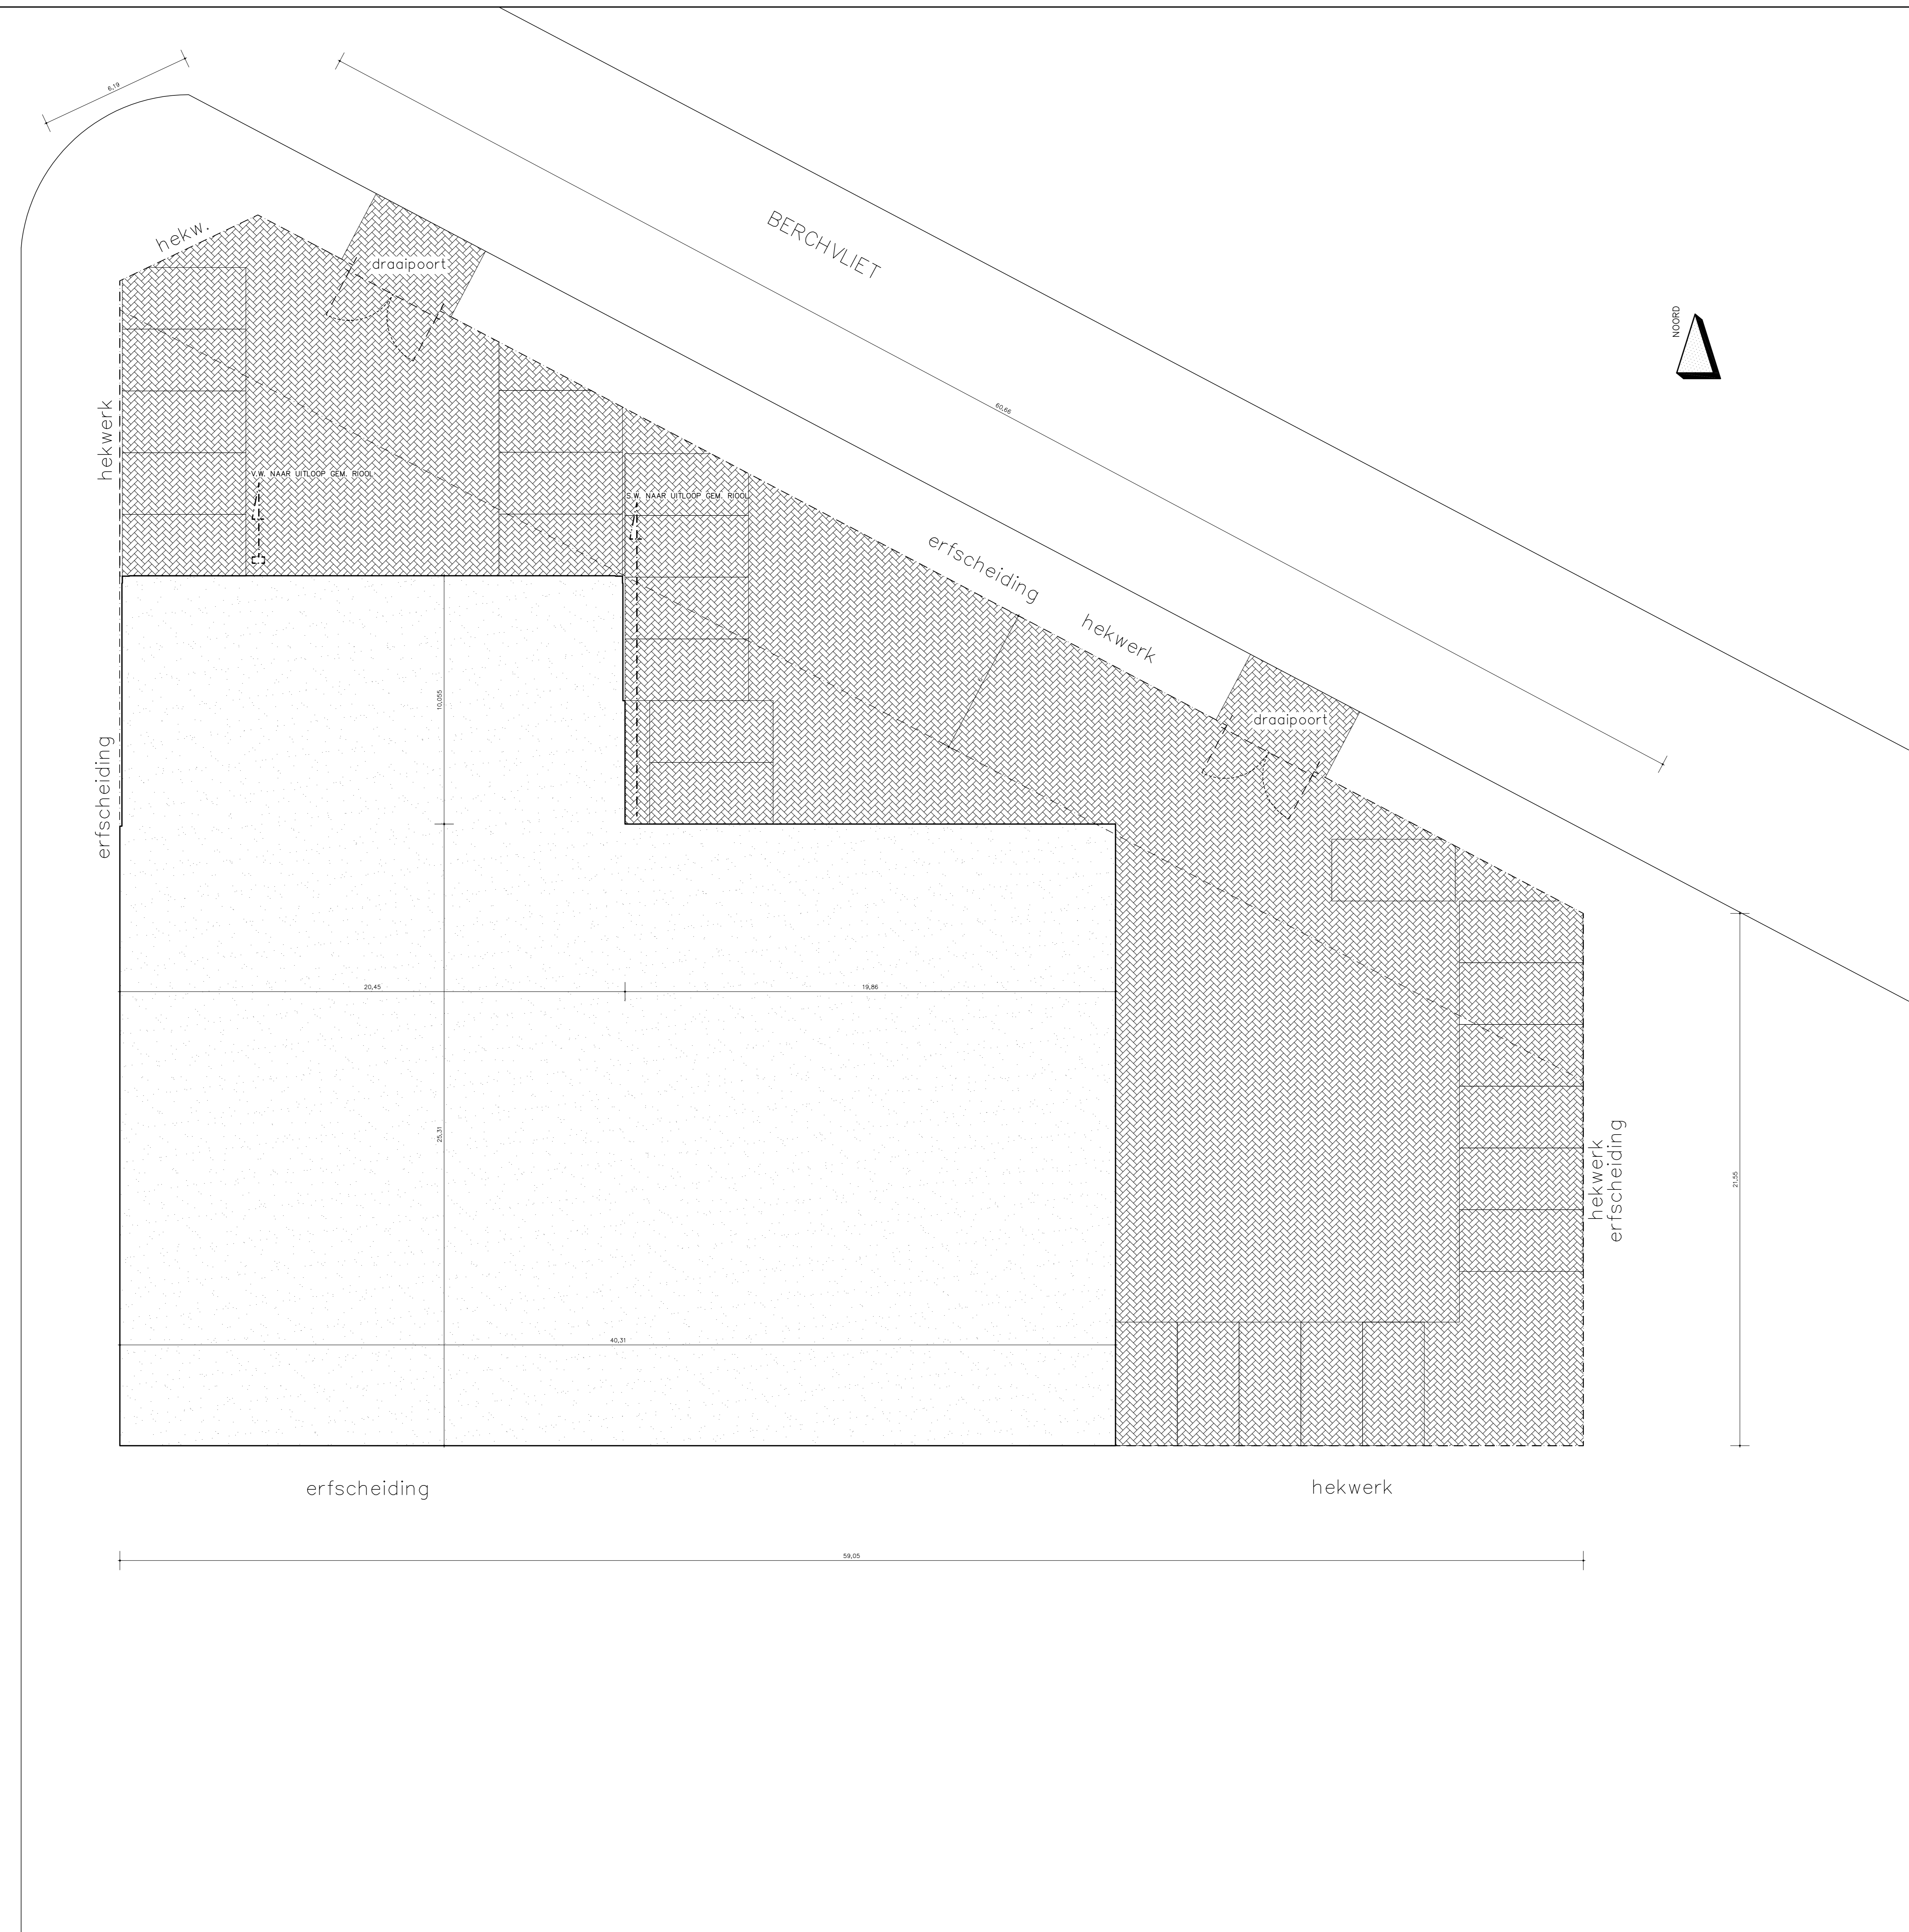 6,19
hekw.
BERCHVLIET
draaipoort
NOORD
hekwerk
60,66
V.W. NAAR UITLOOP GEM. RIOOL
S.W. NAAR UITLOOP GEM. RIOOL
erfscheiding
hekwerk
10,055
draaipoort
erfscheiding
20,45
19,86
25,31
21,55
hekwerk
erfscheiding
40,31
erfscheiding
hekwerk
59,05